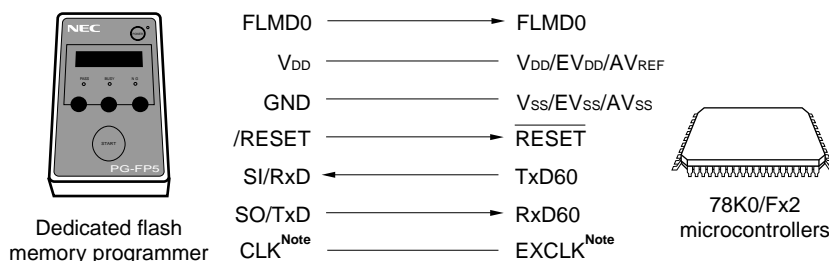 NEC
POWER
PASS BUSY N.G.
START
PG-FP5
Dedicated flash
memory programmer
FLMD0 FLMD0
VDD VDD/EVDD/AVREF
GND VSS/EVSS/AVSS
/RESET RESET
SI/RxD TxD60
SO/TxD RxD60
CLKNote EXCLKNote
78K0/Fx2
microcontrollers